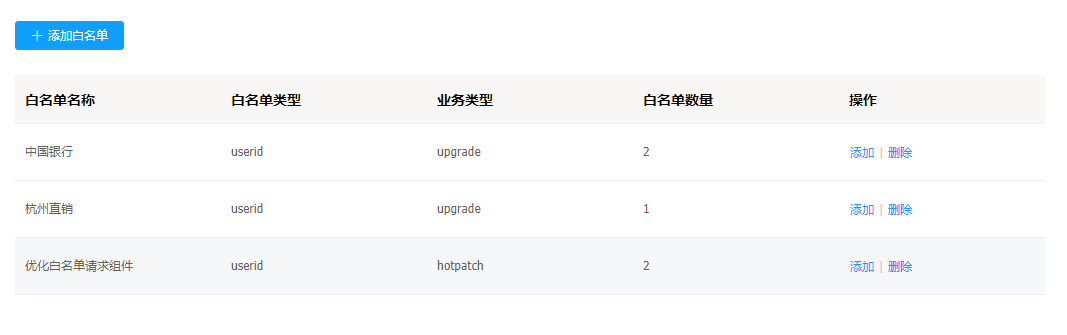 + 添加白名单
白名单名称 白名单类型 业务类型 白名单数量 操作
中国银行 userid upgrade 2 添加 | 删除
杭州直销 userid upgrade 1 添加 | 删除
优化白名单请求组件 userid hotpatch 2 添加 | 删除